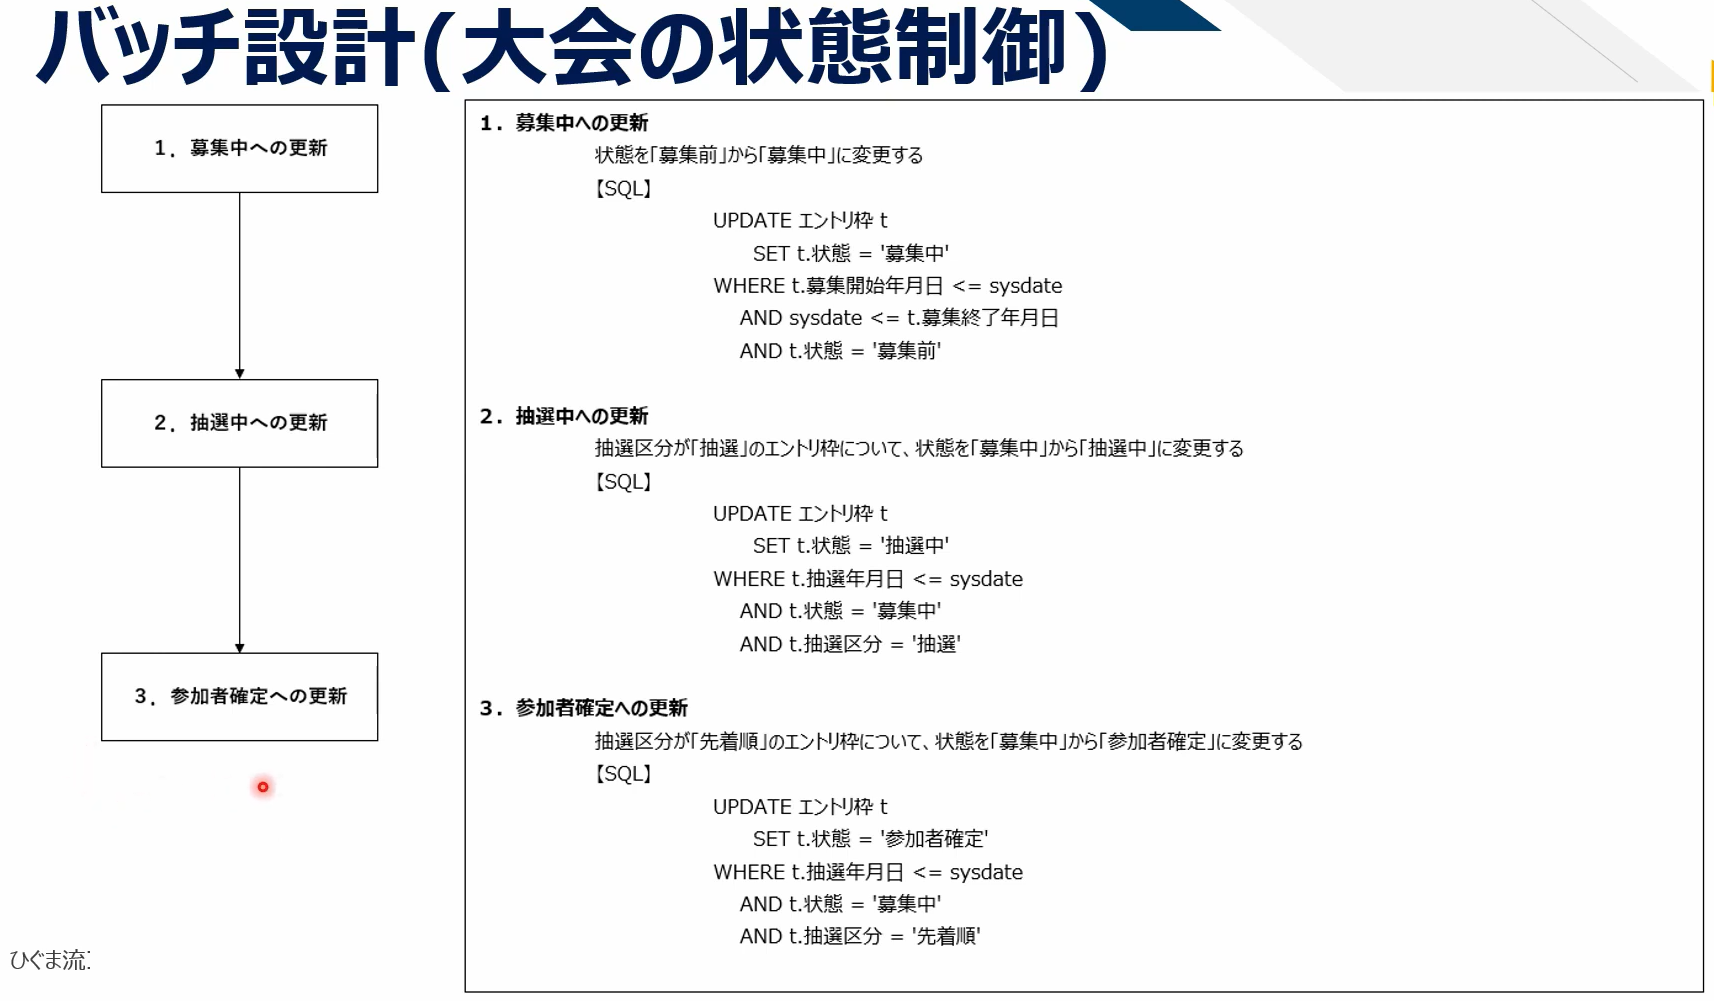 バッチ設計(大会の状態制御)
１．募集中への更新
２．抽選中への更新
３．参加者確定への更新
１．募集中への更新
状態を「募集前」から「募集中」に変更する
【SQL】
UPDATE エントリ枠 t
SET t.状態 = '募集中'
WHERE t.募集開始年月日 <= sysdate
AND sysdate <= t.募集終了年月日
AND t.状態 = '募集前'
２．抽選中への更新
抽選区分が「抽選」のエントリ枠について、状態を「募集中」から「抽選中」に変更する
【SQL】
UPDATE エントリ枠 t
SET t.状態 = '抽選中'
WHERE t.抽選年月日 <= sysdate
AND t.状態 = '募集中'
AND t.抽選区分 = '抽選'
３．参加者確定への更新
抽選区分が「先着順」のエントリ枠について、状態を「募集中」から「参加者確定」に変更する
【SQL】
UPDATE エントリ枠 t
SET t.状態 = '参加者確定'
WHERE t.抽選年月日 <= sysdate
AND t.状態 = '募集中'
AND t.抽選区分 = '先着順'
ひぐま流